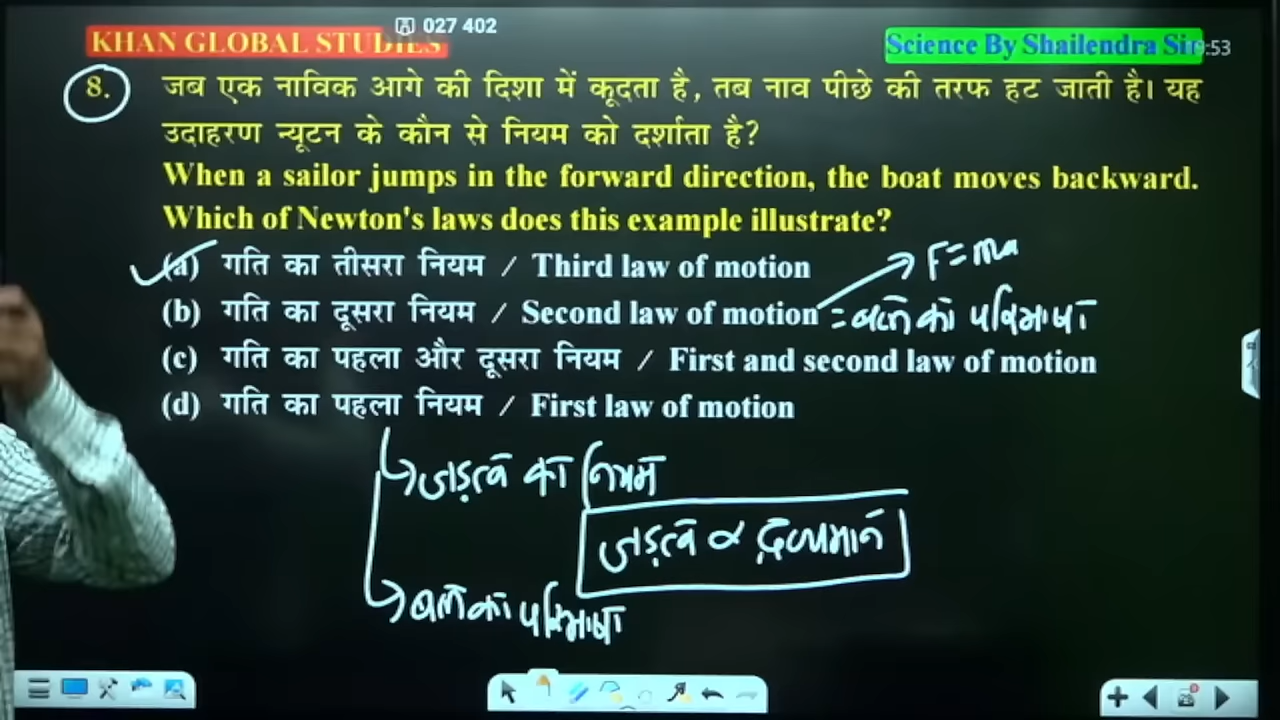 027 402
KHAN GLOBAL STUDIES
Science By Shailendra Sir
:53
8. जब एक नाविक आगे की दिशा में कूदता है, तब नाव पीछे की तरफ हट जाती है। यह
उदाहरण न्यूटन के कौन से नियम को दर्शाता है?
When a sailor jumps in the forward direction, the boat moves backward.
Which of Newton's laws does this example illustrate?
(a) गति का तीसरा नियम / Third law of motion
F=ma
(b) गति का दूसरा नियम / Second law of motion = बल की परिभाषा
(c) गति का पहला और दूसरा नियम / First and second law of motion
(d) गति का पहला नियम / First law of motion
जड़त्व का नियम
जड़त्व ∝ द्रव्यमान
बल की परिभाषा